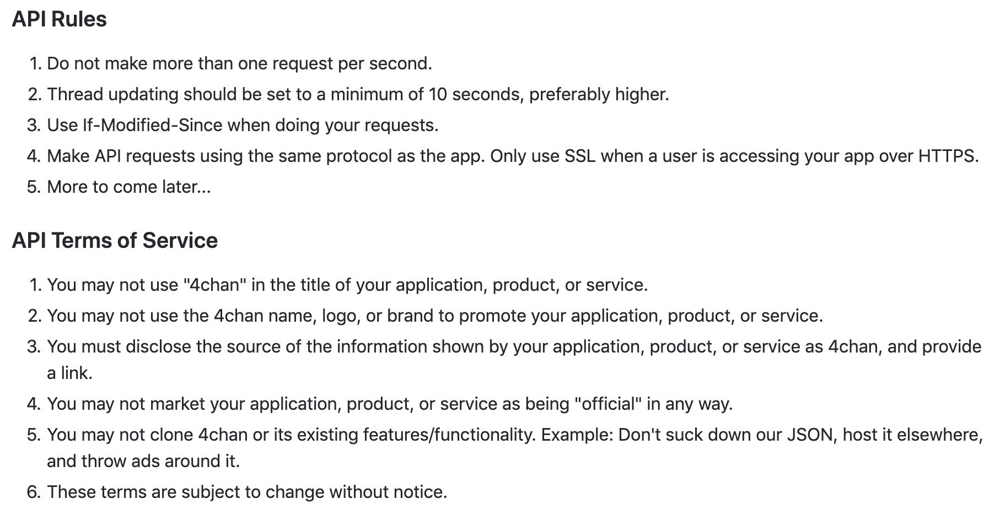 API Rules
1. Do not make more than one request per second.
2. Thread updating should be set to a minimum of 10 seconds, preferably higher.
3. Use If-Modified-Since when doing your requests.
4. Make API requests using the same protocol as the app. Only use SSL when a user is accessing your app over HTTPS.
5. More to come later...
API Terms of Service
1. You may not use "4chan" in the title of your application, product, or service.
2. You may not use the 4chan name, logo, or brand to promote your application, product, or service.
3. You must disclose the source of the information shown by your application, product, or service as 4chan, and provide
a link.
4. You may not market your application, product, or service as being "official" in any way.
5. You may not clone 4chan or its existing features/functionality. Example: Don't suck down our JSON, host it elsewhere,
and throw ads around it.
6. These terms are subject to change without notice.